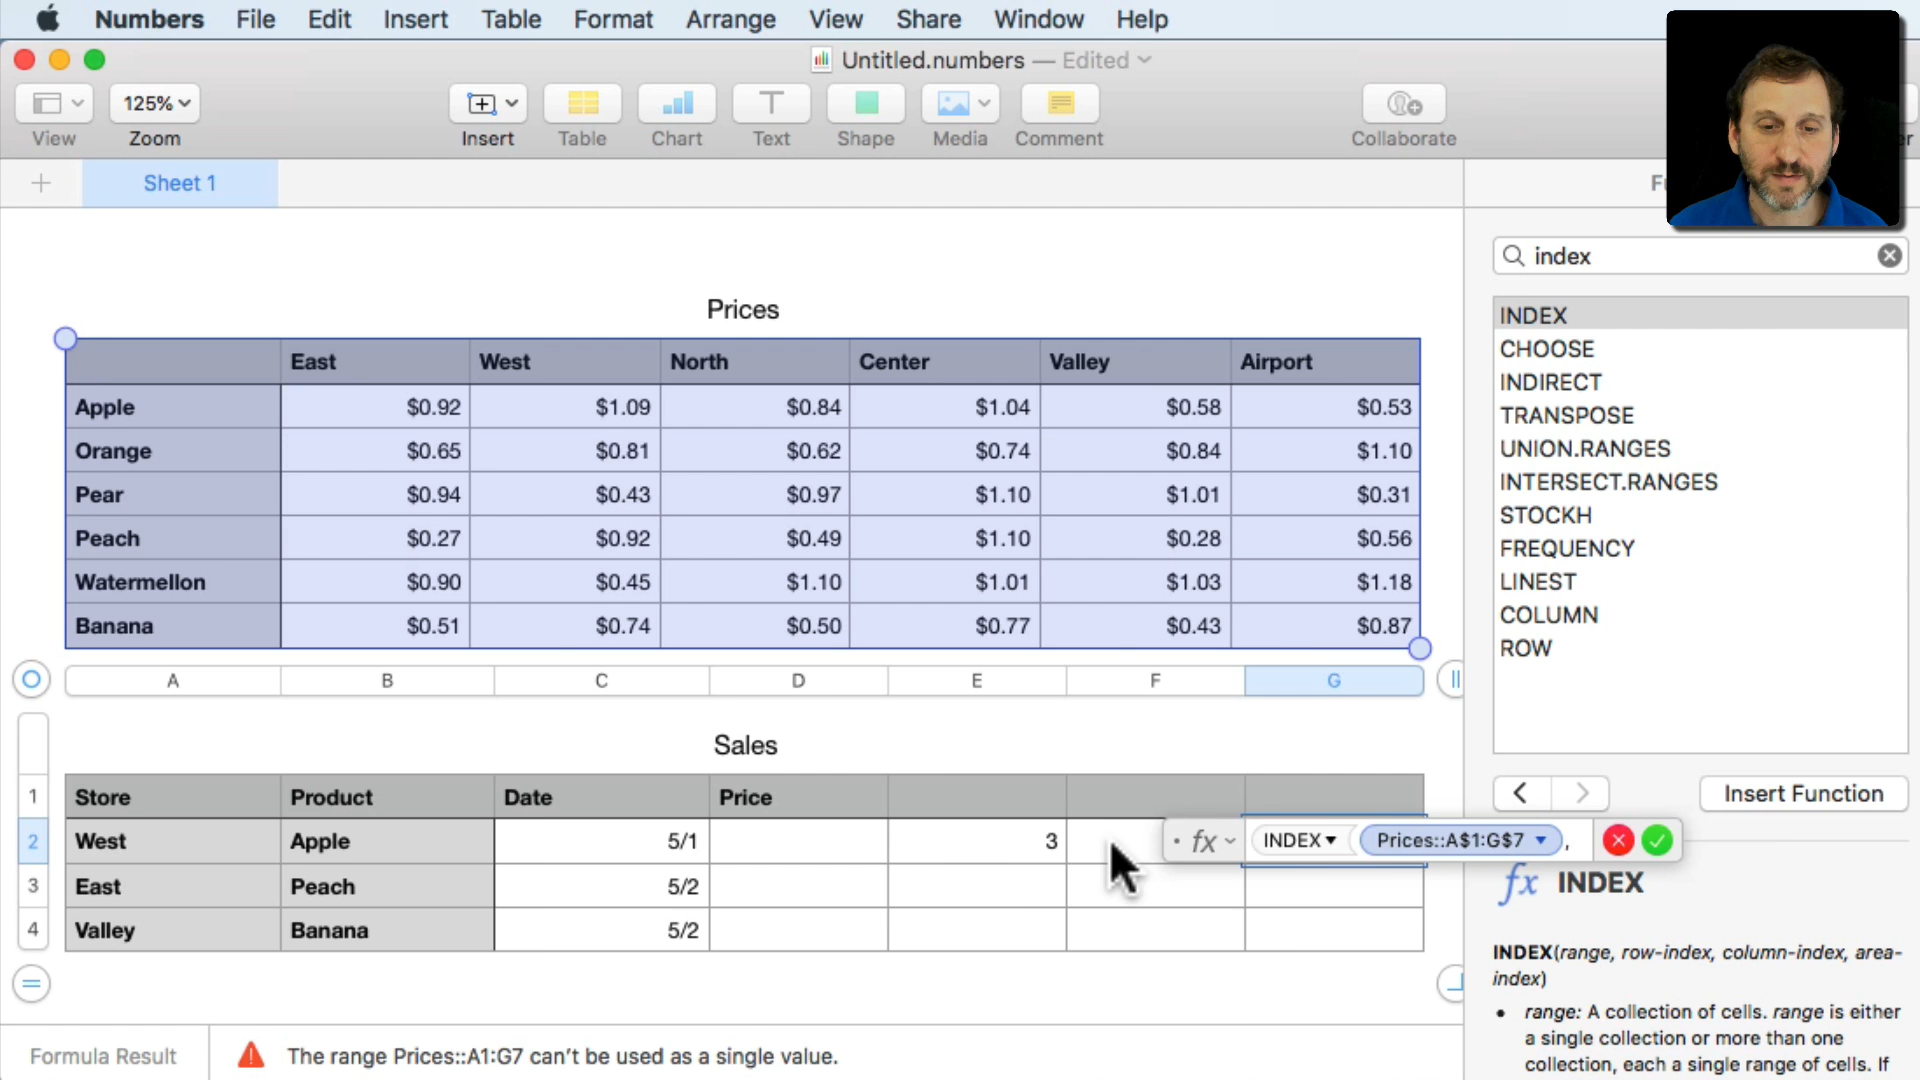 Numbers File Edit Insert Table Format Arrange View Share Window Help
Untitled.numbers — Edited
125%
View Zoom Insert Table Chart Text Shape Media Comment Collaborate
Sheet 1
index
INDEX
CHOOSE
INDIRECT
TRANSPOSE
UNION.RANGES
INTERSECT.RANGES
STOCKH
FREQUENCY
LINEST
COLUMN
ROW
Prices
East West North Center Valley Airport
Apple $0.92 $1.09 $0.84 $1.04 $0.58 $0.53
Orange $0.65 $0.81 $0.62 $0.74 $0.84 $1.10
Pear $0.94 $0.43 $0.97 $1.10 $1.01 $0.31
Peach $0.27 $0.92 $0.49 $1.10 $0.28 $0.56
Watermellon $0.90 $0.45 $1.10 $1.01 $1.03 $1.18
Banana $0.51 $0.74 $0.50 $0.77 $0.43 $0.87
A B C D E F G
Sales
1 Store Product Date Price
2 West Apple 5/1 3
3 East Peach 5/2
4 Valley Banana 5/2
fx INDEX Prices::A$1:G$7 ,
Insert Function
fx INDEX
INDEX(range, row-index, column-index, area-
index)
• range: A collection of cells. range is either
a single collection or more than one
collection, each a single range of cells. If
Formula Result The range Prices::A1:G7 can’t be used as a single value.